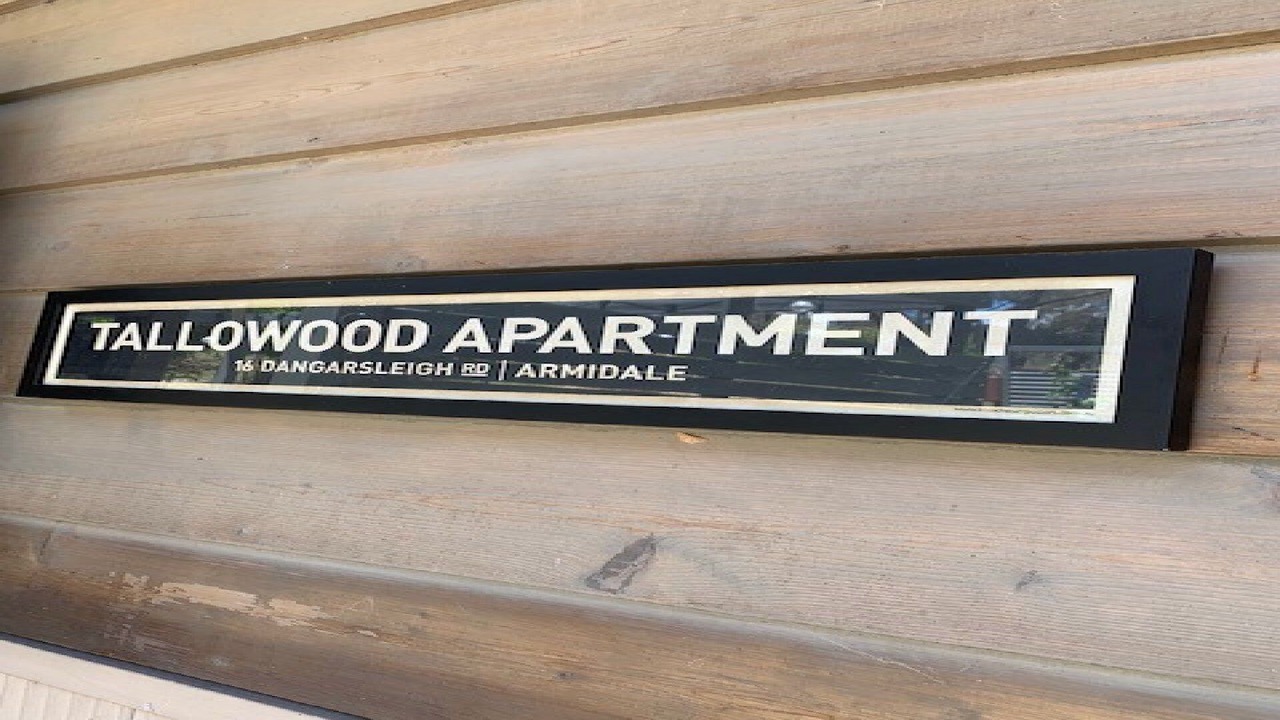 TALLOWOOD APARTMENT
16 DANGARSLEIGH RD | ARMIDALE